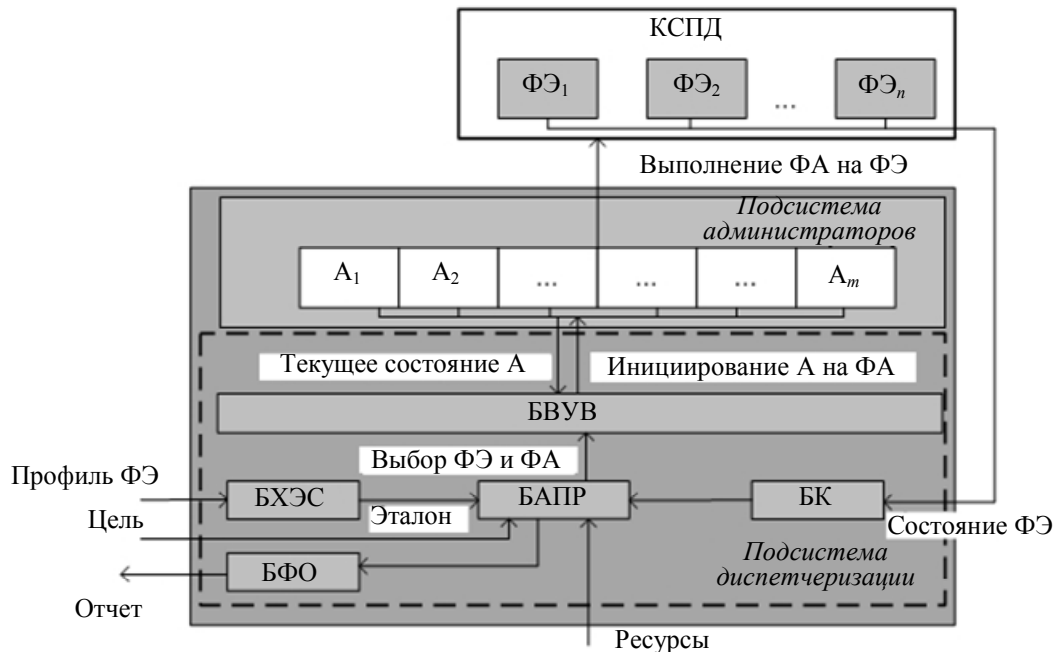 КСПД
ФЭ1 ФЭ2 ... ФЭn
Выполнение ФА на ФЭ
Подсистема
администраторов
А1 А2 ... ... ... Аm
Текущее состояние А
Инициирование А на ФА
БВУВ
Выбор ФЭ и ФА
Профиль ФЭ
БХЭС
БАПР
БК
Эталон
Цель
Состояние ФЭ
БФО
Подсистема
диспетчеризации
Отчет
Ресурсы